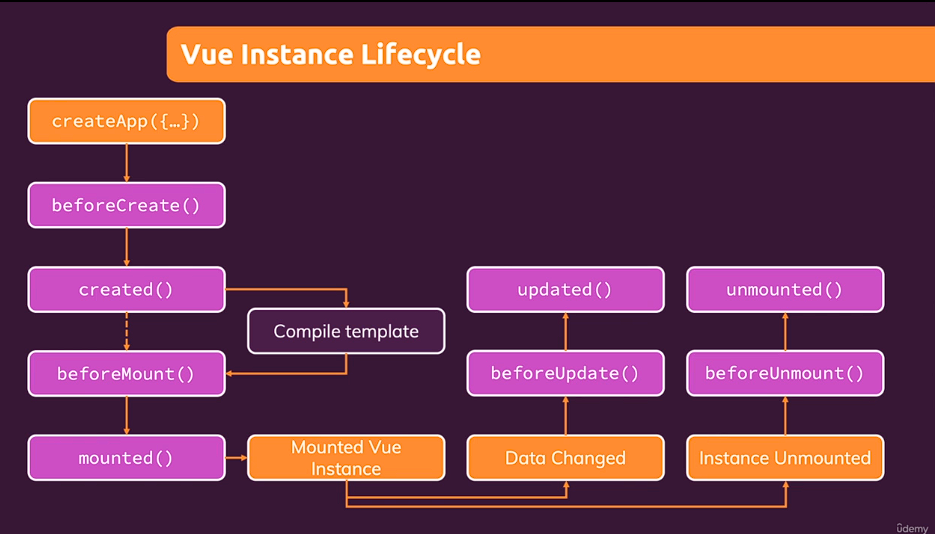 Vue Instance Lifecycle
createApp({…})
beforeCreate()
created()
Compile template
beforeMount()
mounted()
Mounted Vue
Instance
updated()
beforeUpdate()
Data Changed
unmounted()
beforeUnmount()
Instance Unmounted
ûdemy